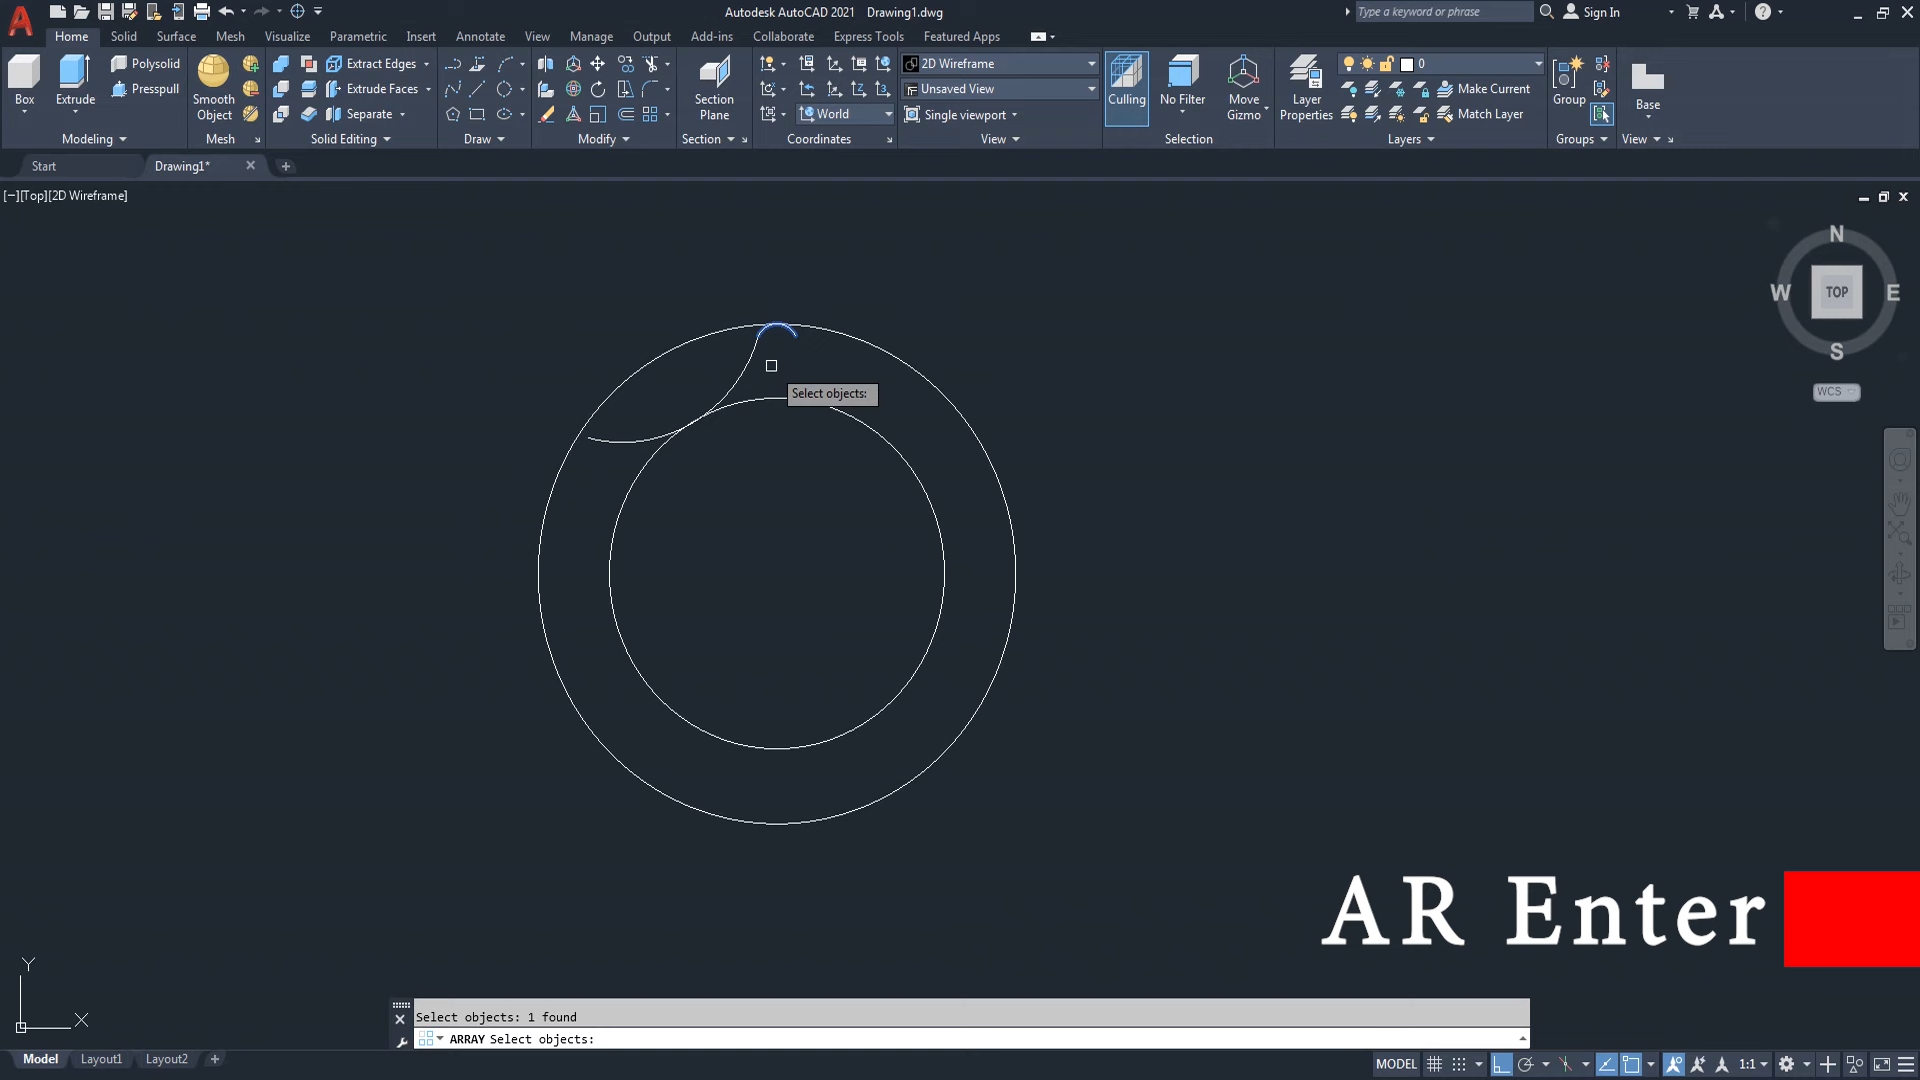 Autodesk AutoCAD 2021 Drawing1.dwg
Type a keyword or phrase
Sign In
Home Solid Surface Mesh Visualize Parametric Insert Annotate View Manage Output Add-ins Collaborate Express Tools Featured Apps
Box
Extrude
Polysolid
Presspull
Modeling
Smooth Object
Mesh
Extract Edges
Extrude Faces
Separate
Solid Editing
Draw
Modify
Section Plane
Section
World
Coordinates
2D Wireframe
Unsaved View
Single viewport
View
Culling
No Filter
Move Gizmo
Selection
Layer Properties
0
Make Current
Match Layer
Layers
Group
Groups
Base
View
Start
Drawing1*
[−][Top][2D Wireframe]
N
W
TOP
E
S
WCS
Select objects:
AR Enter
Y
X
Select objects: 1 found
ARRAY Select objects:
Model Layout1 Layout2
MODEL
1:1